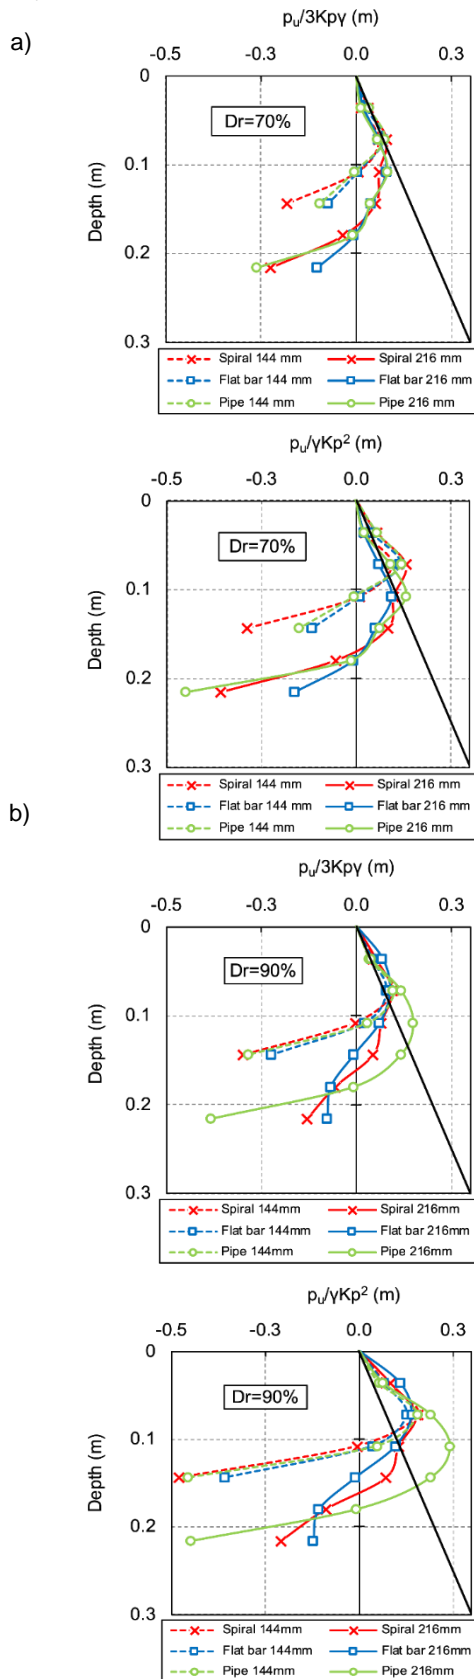 a)
pu/3Kpγ (m)
-0.5 -0.3 0.0 0.3
0
0.1
0.2
0.3
Depth (m)
Dr=70%
Spiral 144 mm Spiral 216 mm
Flat bar 144 mm Flat bar 216 mm
Pipe 144 mm Pipe 216 mm
pu/γKp² (m)
-0.5 -0.3 0.0 0.3
0
0.1
0.2
0.3
Depth (m)
Dr=70%
Spiral 144 mm Spiral 216 mm
Flat bar 144 mm Flat bar 216 mm
Pipe 144 mm Pipe 216 mm
b)
pu/3Kpγ (m)
-0.5 -0.3 0.0 0.3
0
0.1
0.2
0.3
Depth (m)
Dr=90%
Spiral 144mm Spiral 216mm
Flat bar 144mm Flat bar 216mm
Pipe 144mm Pipe 216mm
pu/γKp² (m)
-0.5 -0.3 0.0 0.3
0
0.1
0.2
0.3
Depth (m)
Dr=90%
Spiral 144mm Spiral 216mm
Flat bar 144mm Flat bar 216mm
Pipe 144mm Pipe 216mm